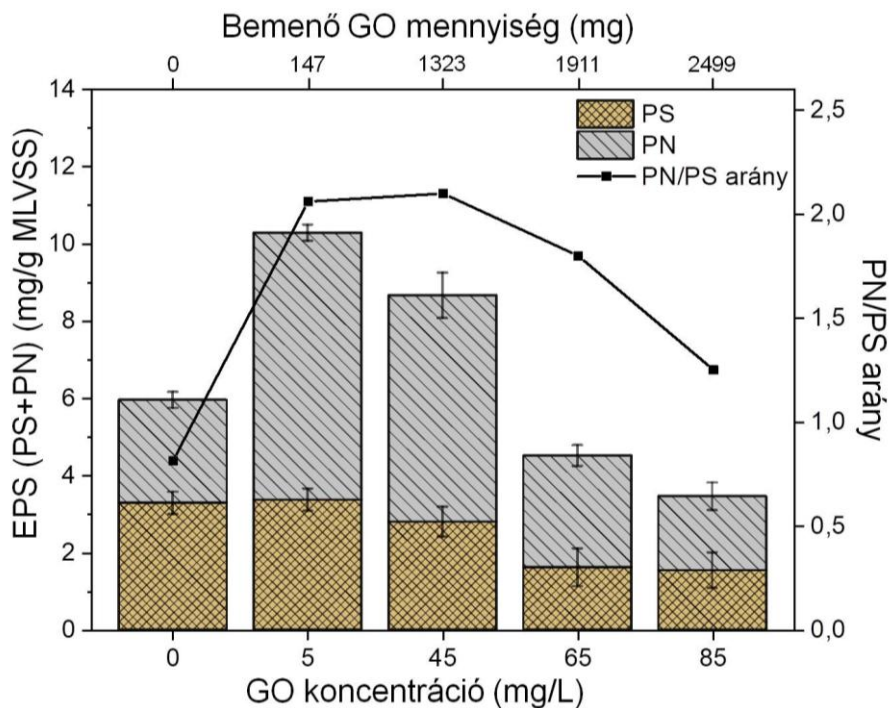 Bemenő GO mennyiség (mg)
0 147 1323 1911 2499
EPS (PS+PN) (mg/g MLVSS)
14
12
10
8
6
4
2
0
PS
PN
PN/PS arány
2,5
2,0
1,5
1,0
0,5
0,0
PN/PS arány
0 5 45 65 85
GO koncentráció (mg/L)